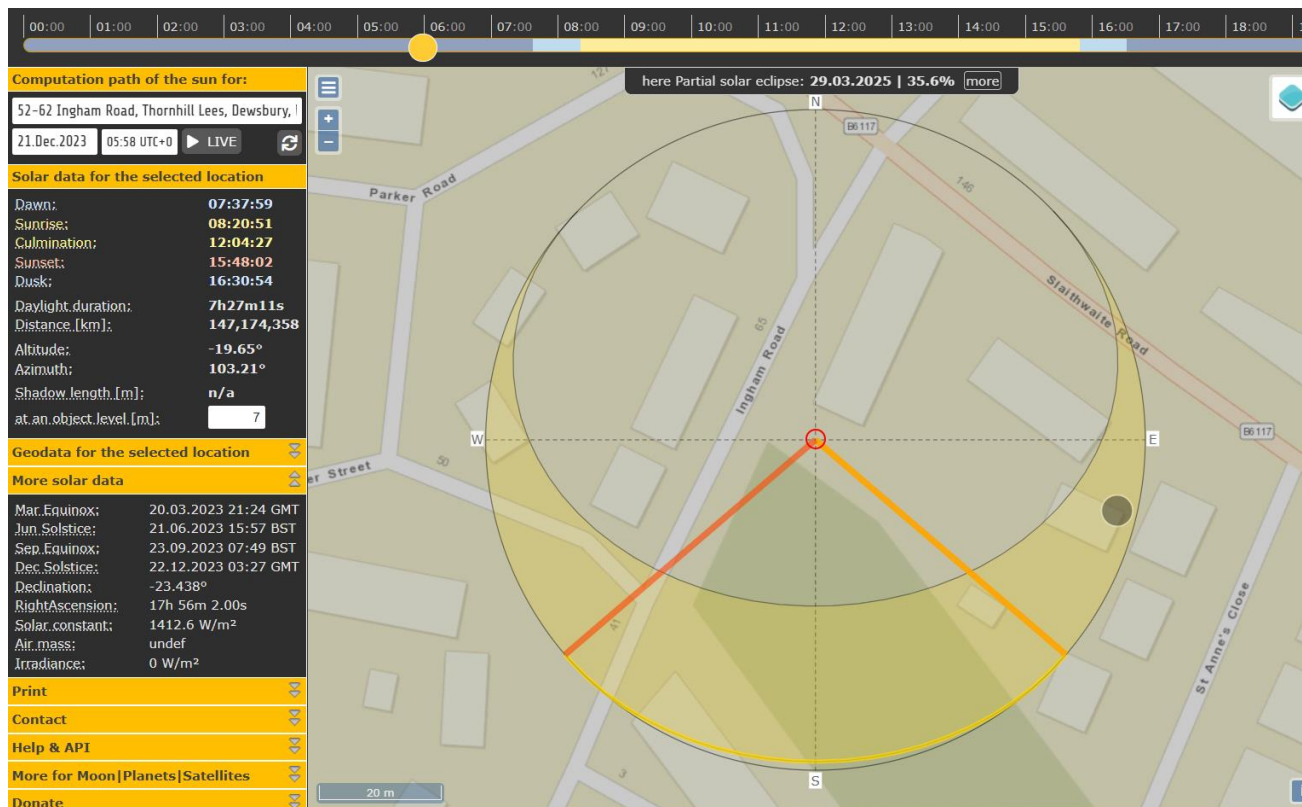 00:00 01:00 02:00 03:00 04:00 05:00 06:00 07:00 08:00 09:00 10:00 11:00 12:00 13:00 14:00 15:00 16:00 17:00 18:00
Computation path of the sun for:
52-62 Ingham Road, Thornhill Lees, Dewsbury,
21.Dec.2023 05:58 UTC+0 LIVE
Solar data for the selected location
Dawn: 07:37:59
Sunrise: 08:20:51
Culmination: 12:04:27
Sunset: 15:48:02
Dusk: 16:30:54
Daylight duration: 7h27m11s
Distance [km]: 147,174,358
Altitude: -19.65°
Azimuth: 103.21°
Shadow length [m]: n/a
at an object level [m]: 7
Geodata for the selected location
More solar data
Mar Equinox: 20.03.2023 21:24 GMT
Jun Solstice: 21.06.2023 15:57 BST
Sep Equinox: 23.09.2023 07:49 BST
Dec Solstice: 22.12.2023 03:27 GMT
Declination: -23.438°
RightAscension: 17h 56m 2.00s
Solar constant: 1412.6 W/m²
Air mass: undef
Irradiance: 0 W/m²
Print
Contact
Help & API
More for Moon|Planets|Satellites
Donate
here Partial solar eclipse: 29.03.2025 | 35.6% more
+
−
127
N
B6117
146
Parker Road
Slaithwaite Road
65
Ingham Road
W
E
B6117
50
er Street
41
St Anne's Close
3
S
20 m